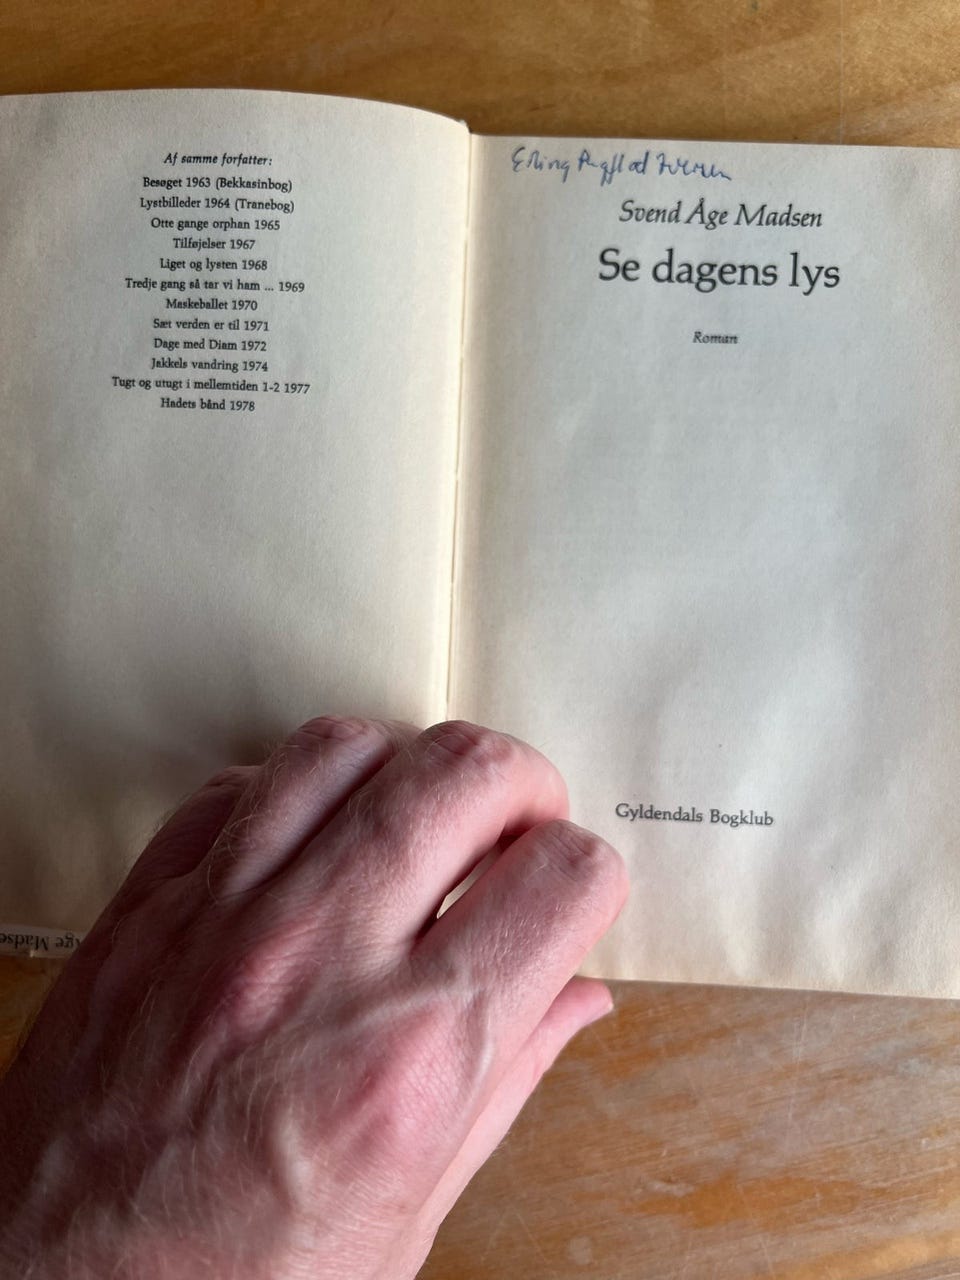 Af samme forfatter:
Besøget 1963 (Bekkasinbog)
Lystbilleder 1964 (Tranebog)
Otte gange orphan 1965
Tilføjelser 1967
Liget og lysten 1968
Tredje gang så tar vi ham ... 1969
Maskeballet 1970
Sæt verden er til 1971
Dage med Diam 1972
Jakkels vandring 1974
Tugt og utugt i mellemtiden 1-2 1977
Hadets bånd 1978
Erling
Svend Åge Madsen
Se dagens lys
Roman
Gyldendals Bogklub
Åge Madse